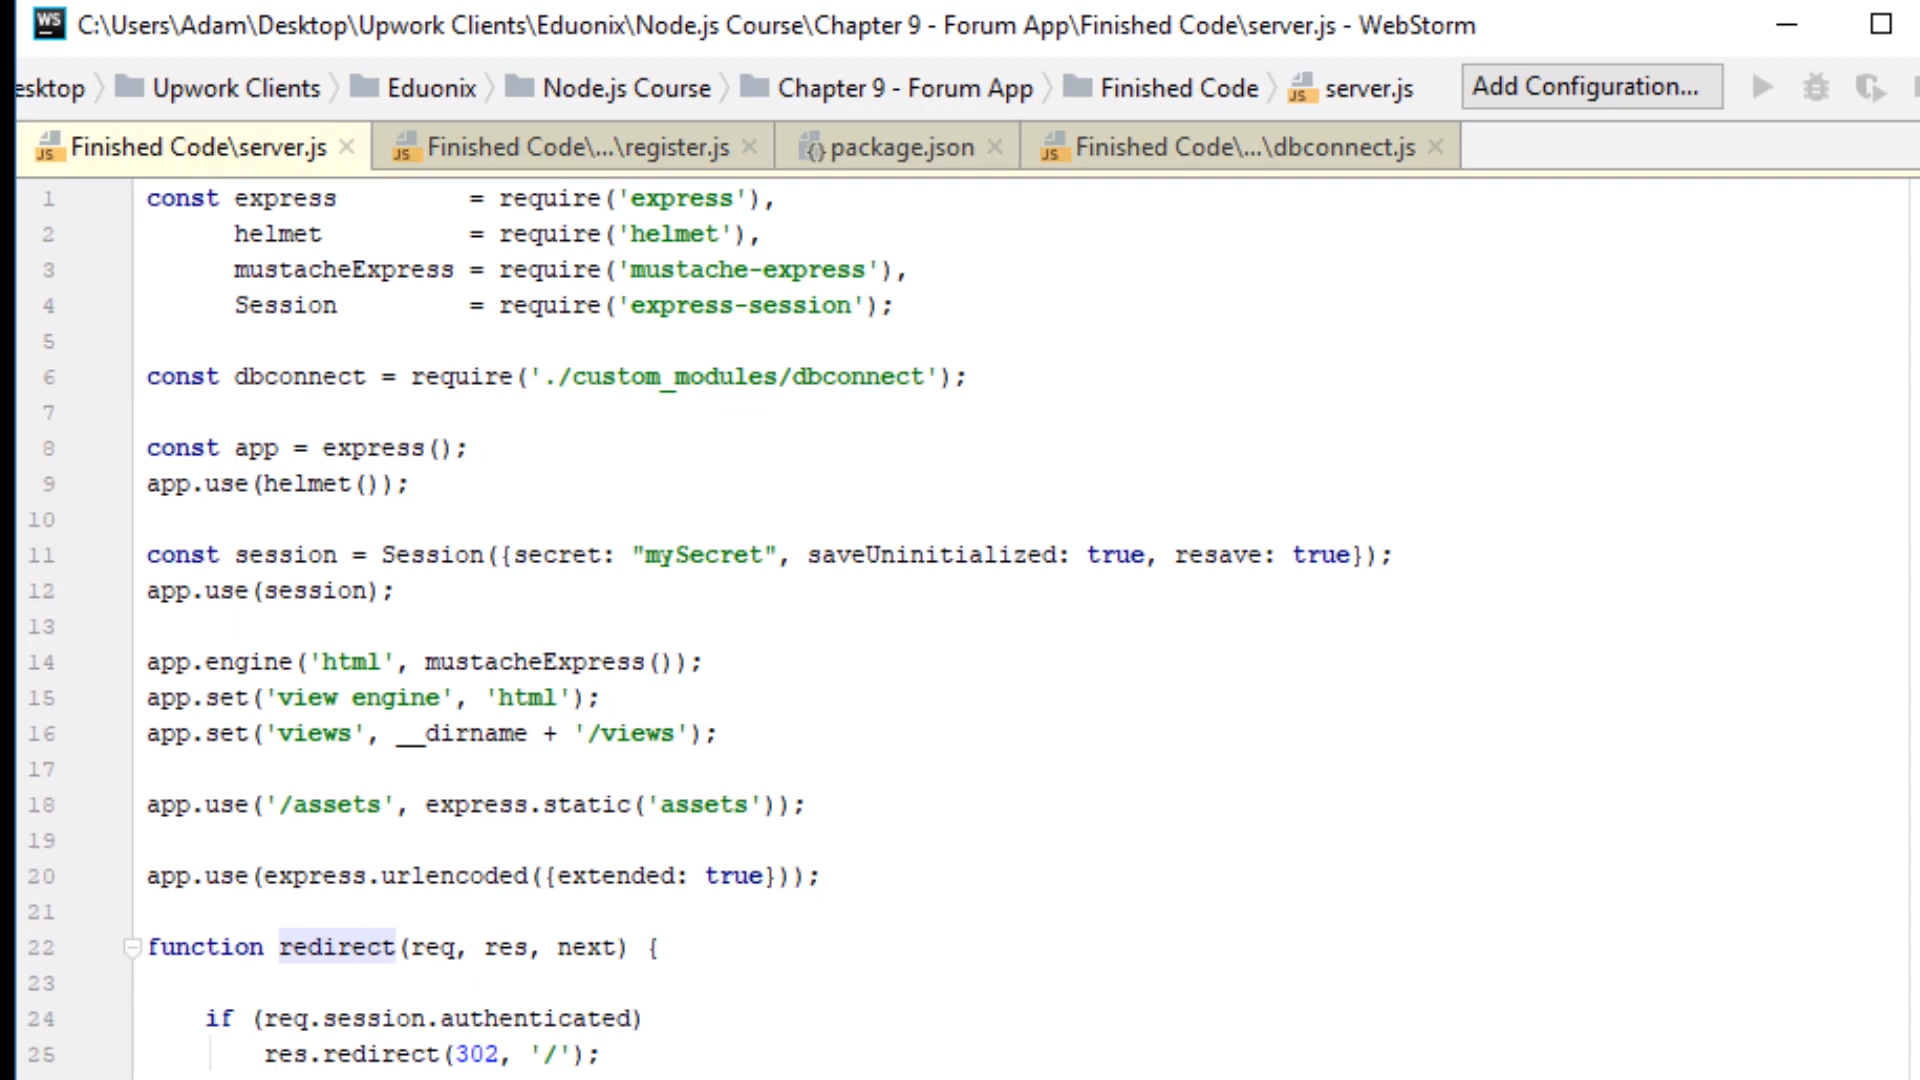 WS C:\Users\Adam\Desktop\Upwork Clients\Eduonix\Node.js Course\Chapter 9 - Forum App\Finished Code\server.js - WebStorm
esktop Upwork Clients Eduonix Node.js Course Chapter 9 - Forum App Finished Code JS server.js Add Configuration...
JS Finished Code\server.js JS Finished Code\...\register.js {} package.json JS Finished Code\...\dbconnect.js
1 const express         = require('express'),
2       helmet          = require('helmet'),
3       mustacheExpress = require('mustache-express'),
4       Session         = require('express-session');
5
6 const dbconnect = require('./custom_modules/dbconnect');
7
8 const app = express();
9 app.use(helmet());
10
11 const session = Session({secret: "mySecret", saveUninitialized: true, resave: true});
12 app.use(session);
13
14 app.engine('html', mustacheExpress());
15 app.set('view engine', 'html');
16 app.set('views', __dirname + '/views');
17
18 app.use('/assets', express.static('assets'));
19
20 app.use(express.urlencoded({extended: true}));
21
22 function redirect(req, res, next) {
23
24     if (req.session.authenticated)
25         res.redirect(302, '/');